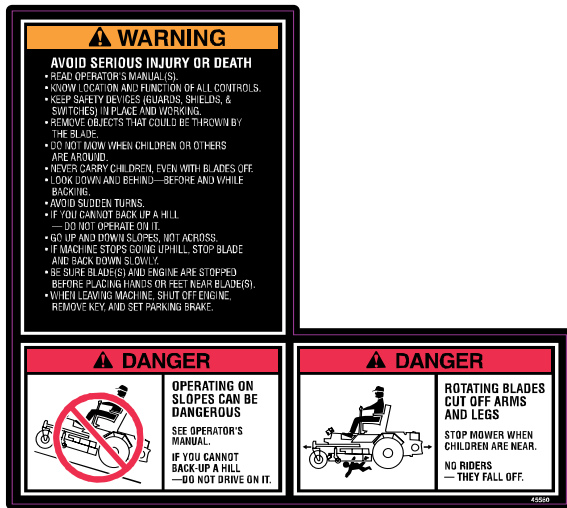 WARNING
AVOID SERIOUS INJURY OR DEATH
• READ OPERATOR'S MANUAL(S).
• KNOW LOCATION AND FUNCTION OF ALL CONTROLS.
• KEEP SAFETY DEVICES (GUARDS, SHIELDS, &
SWITCHES) IN PLACE AND WORKING.
• REMOVE OBJECTS THAT COULD BE THROWN BY
THE BLADE.
• DO NOT MOW WHEN CHILDREN OR OTHERS
ARE AROUND.
• NEVER CARRY CHILDREN, EVEN WITH BLADES OFF.
• LOOK DOWN AND BEHIND—BEFORE AND WHILE
BACKING.
• AVOID SUDDEN TURNS.
• IF YOU CANNOT BACK UP A HILL
— DO NOT OPERATE ON IT.
• GO UP AND DOWN SLOPES, NOT ACROSS.
• IF MACHINE STOPS GOING UPHILL, STOP BLADE
AND BACK DOWN SLOWLY.
• BE SURE BLADE(S) AND ENGINE ARE STOPPED
BEFORE PLACING HANDS OR FEET NEAR BLADE(S).
• WHEN LEAVING MACHINE, SHUT OFF ENGINE,
REMOVE KEY, AND SET PARKING BRAKE.
DANGER
OPERATING ON
SLOPES CAN BE
DANGEROUS
SEE OPERATOR'S
MANUAL.
IF YOU CANNOT
BACK-UP A HILL
—DO NOT DRIVE ON IT.
DANGER
ROTATING BLADES
CUT OFF ARMS
AND LEGS
STOP MOWER WHEN
CHILDREN ARE NEAR.
NO RIDERS
— THEY FALL OFF.
45560